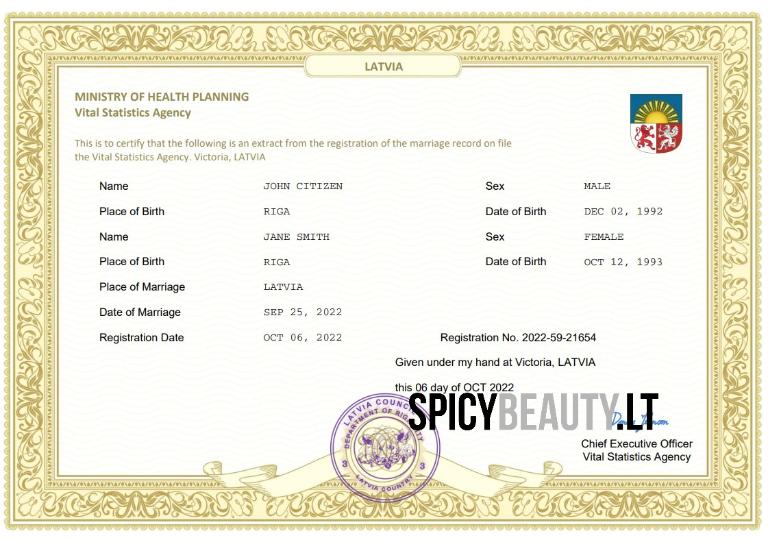 LATVIA
MINISTRY OF HEALTH PLANNING
Vital Statistics Agency
This is to certify that the following is an extract from the registration of the marriage record on file
the Vital Statistics Agency. Victoria, LATVIA
Name JOHN CITIZEN Sex MALE
Place of Birth RIGA Date of Birth DEC 02, 1992
Name JANE SMITH Sex FEMALE
Place of Birth RIGA Date of Birth OCT 12, 1993
Place of Marriage LATVIA
Date of Marriage SEP 25, 2022
Registration Date OCT 06, 2022 Registration No. 2022-59-21654
Given under my hand at Victoria, LATVIA
this 06 day of OCT 2022
SPICYBEAUTY.LT
LATVIA COUNCIL
DEPARTMENT OF
3 3
LATVIA COUNTRY
Chief Executive Officer
Vital Statistics Agency